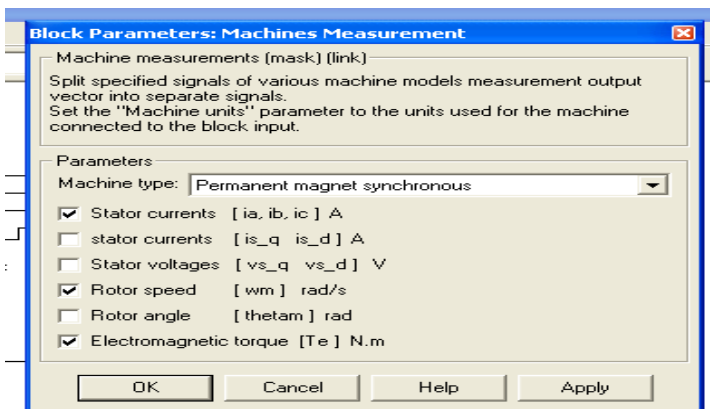 Block Parameters: Machines Measurement
Machine measurements (mask) (link)
Split specified signals of various machine models measurement output
vector into separate signals.
Set the "Machine units" parameter to the units used for the machine
connected to the block input.
Parameters
Machine type: Permanent magnet synchronous
Stator currents [ ia, ib, ic ] A
stator currents [ is_q is_d ] A
Stator voltages [ vs_q vs_d ] V
Rotor speed [ wm ] rad/s
Rotor angle [ thetam ] rad
Electromagnetic torque [Te ] N.m
OK Cancel Help Apply